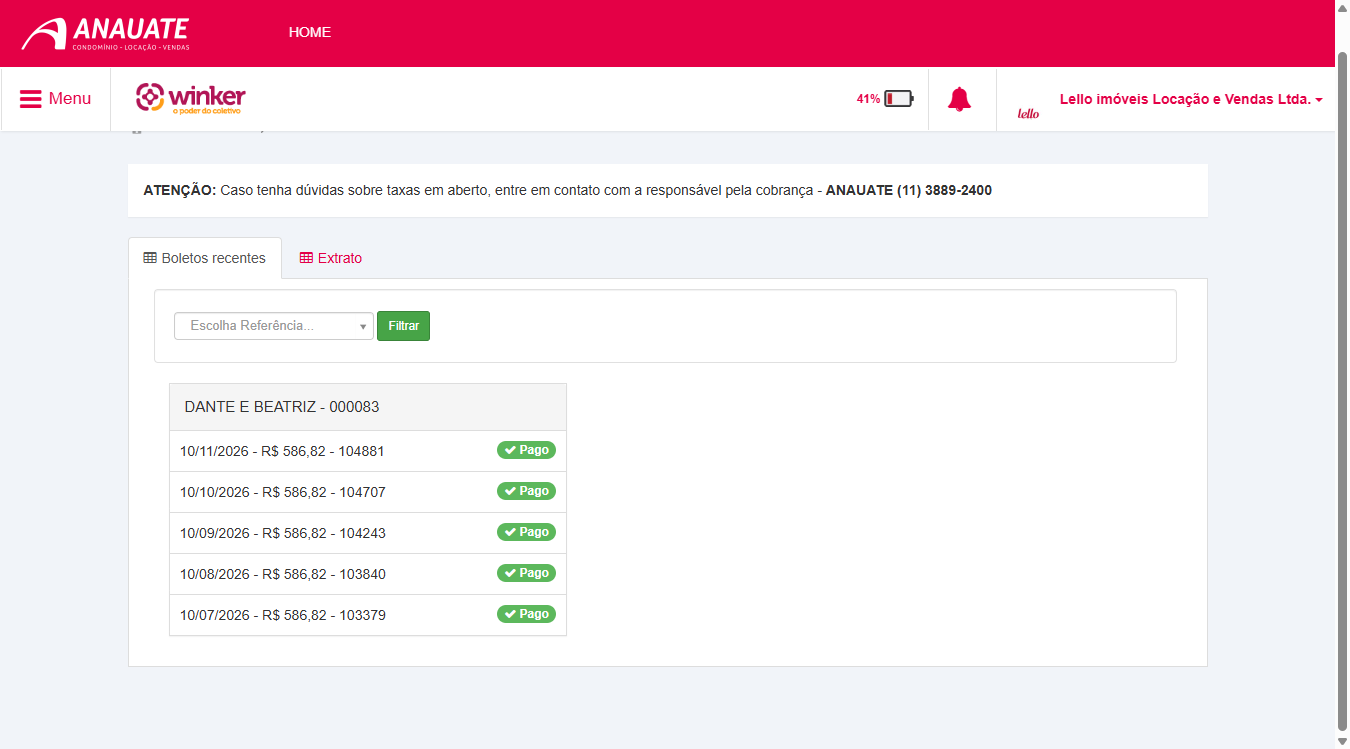 ANAUATE
CONDOMÍNIO - LOCAÇÃO - VENDAS
HOME
Menu
winker
o poder do coletivo
41%
lello
Lello imóveis Locação e Vendas Ltda.
ATENÇÃO: Caso tenha dúvidas sobre taxas em aberto, entre em contato com a responsável pela cobrança - ANAUATE (11) 3889-2400
Boletos recentes
Extrato
Escolha Referência...
Filtrar
DANTE E BEATRIZ - 000083
10/11/2026 - R$ 586,82 - 104881 Pago
10/10/2026 - R$ 586,82 - 104707 Pago
10/09/2026 - R$ 586,82 - 104243 Pago
10/08/2026 - R$ 586,82 - 103840 Pago
10/07/2026 - R$ 586,82 - 103379 Pago